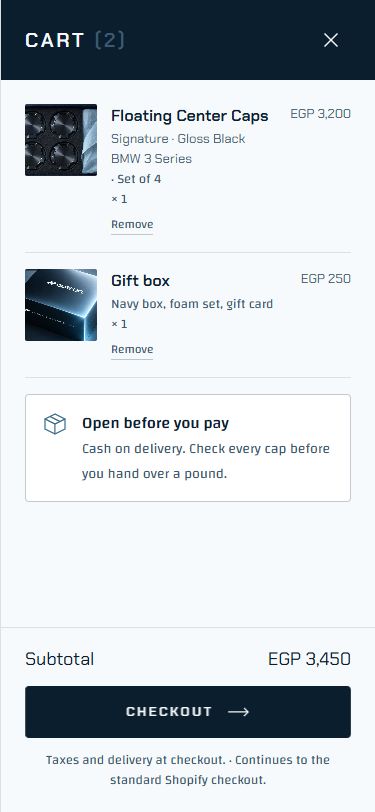 CART (2)
Floating Center Caps
EGP 3,200
Signature · Gloss Black
BMW 3 Series
· Set of 4
× 1
Remove
Gift box
EGP 250
Navy box, foam set, gift card
× 1
Remove
Open before you pay
Cash on delivery. Check every cap before
you hand over a pound.
Subtotal
EGP 3,450
CHECKOUT
Taxes and delivery at checkout. · Continues to the
standard Shopify checkout.